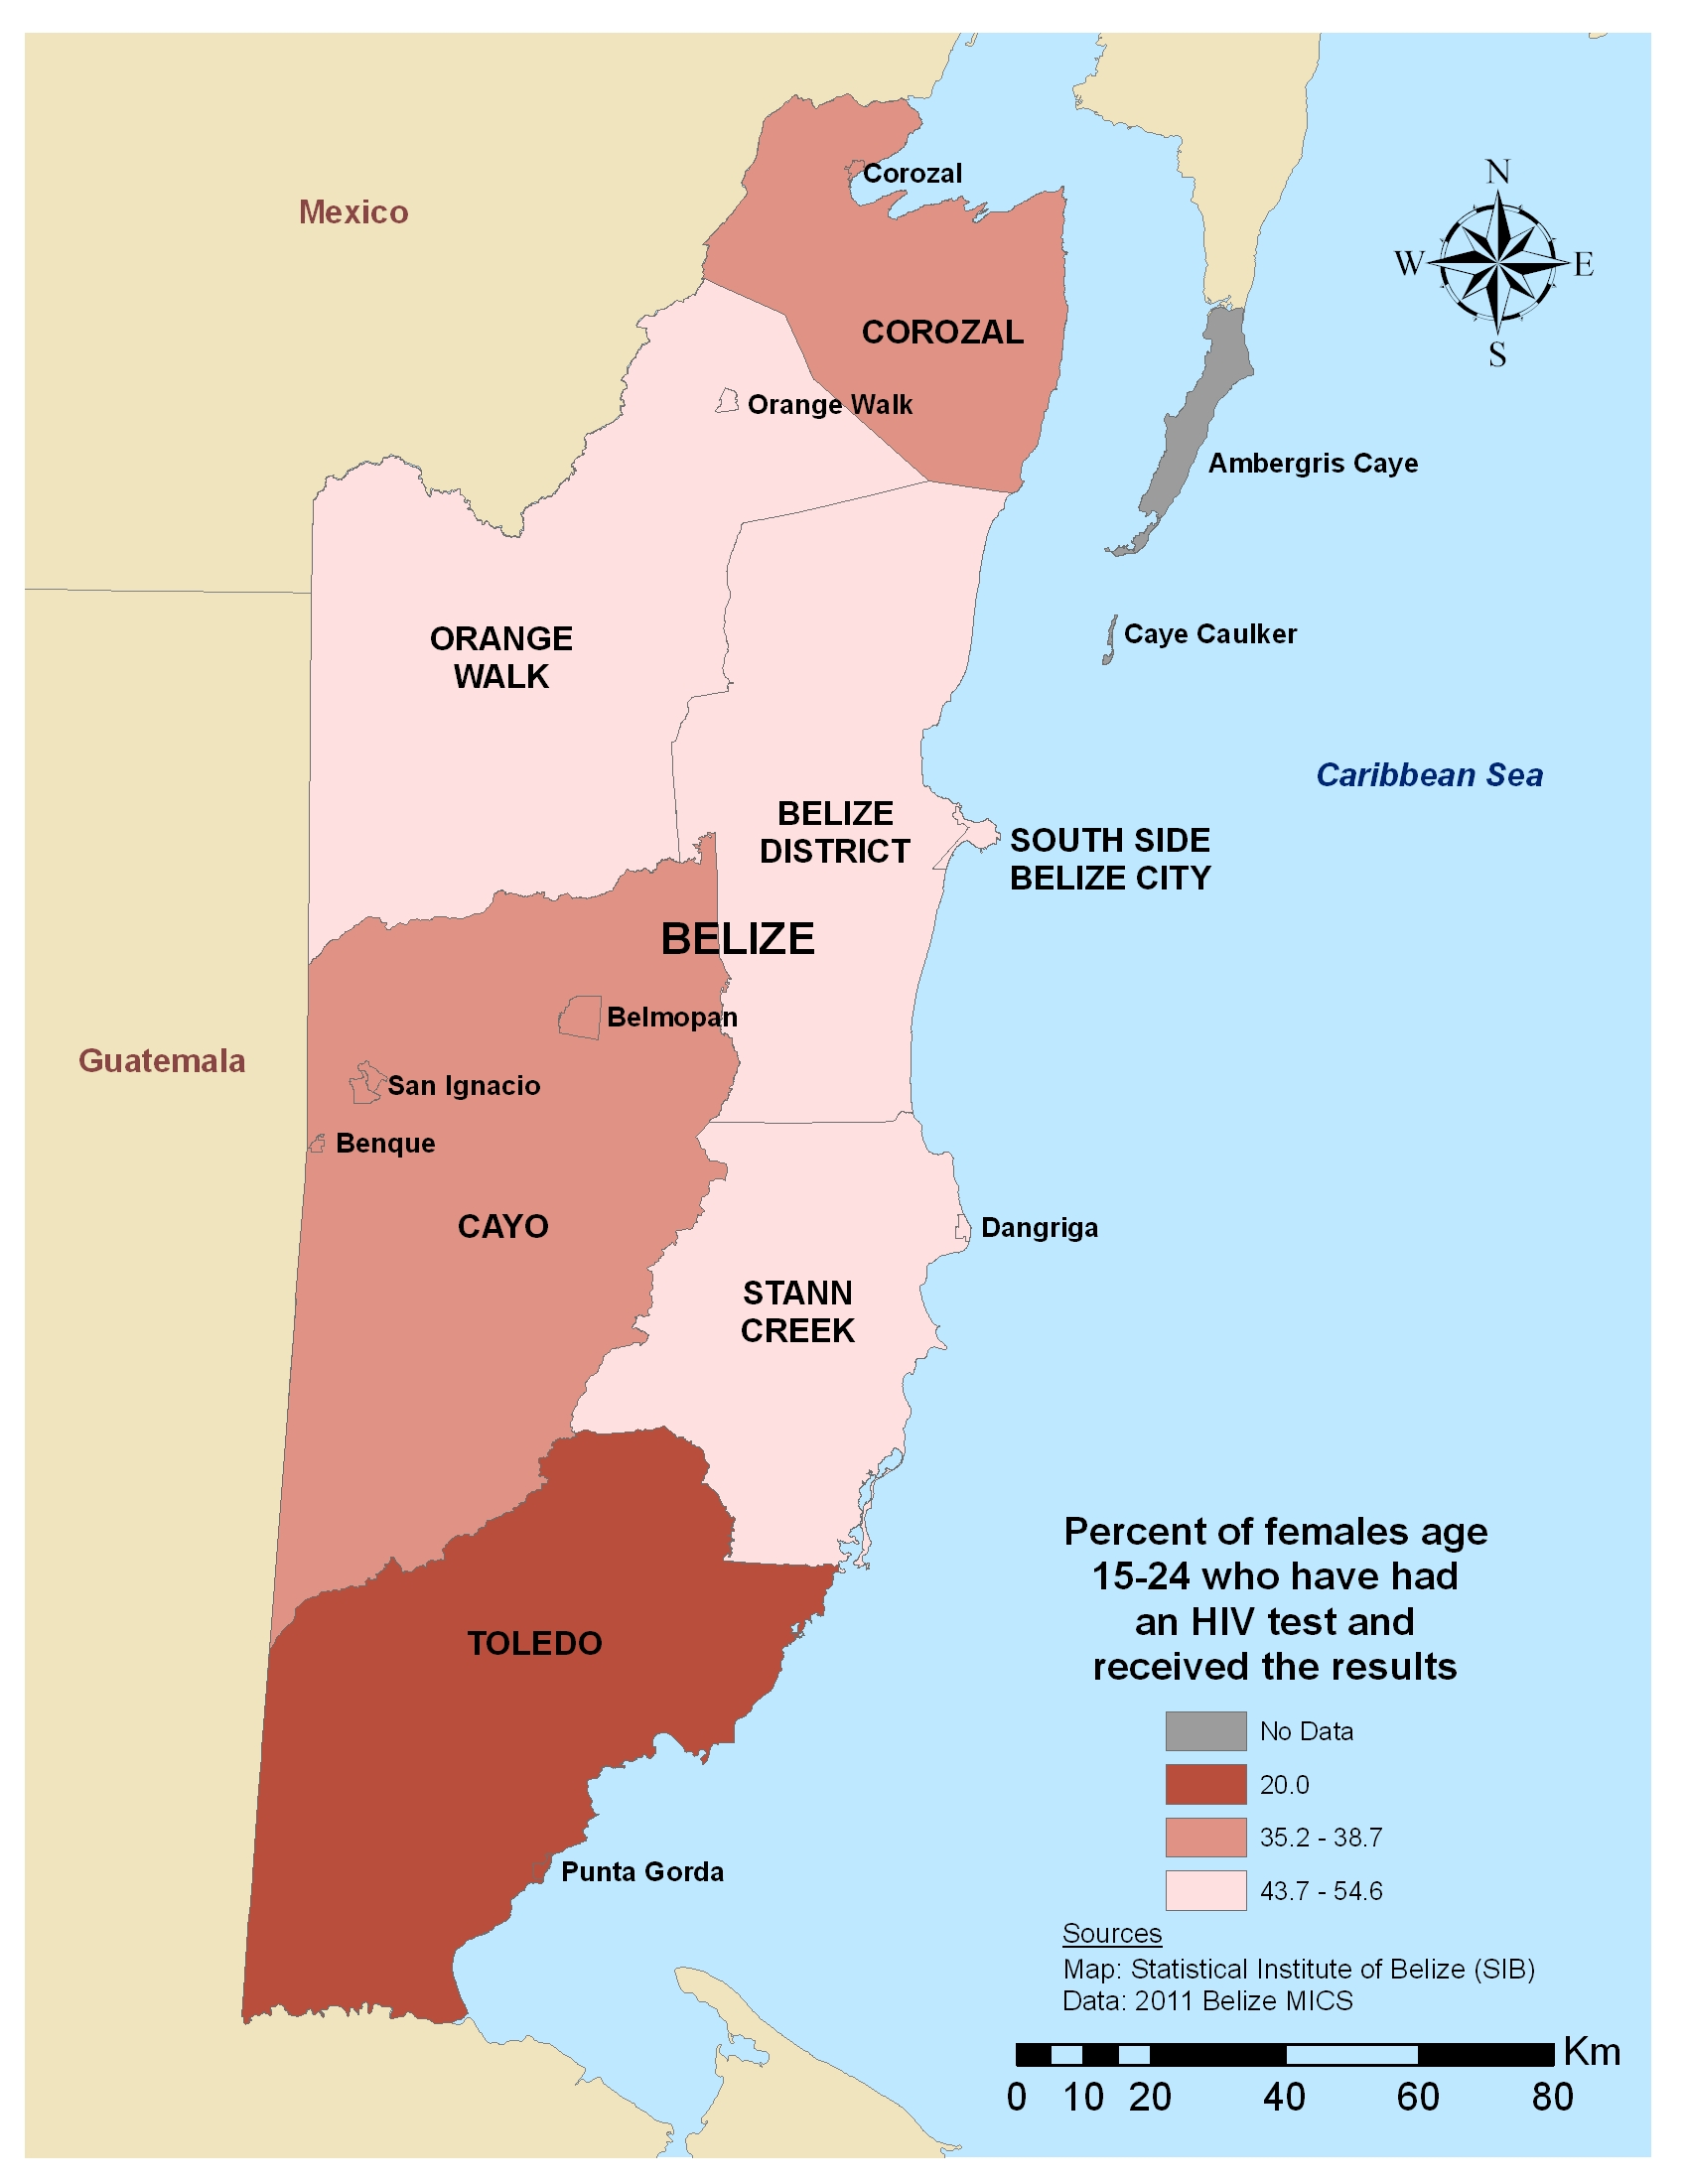 Corozal
Mexico
N
W
E
S
COROZAL
Orange Walk
Ambergris Caye
ORANGE
WALK
Caye Caulker
Caribbean Sea
BELIZE
DISTRICT
SOUTH SIDE
BELIZE CITY
BELIZE
Belmopan
Guatemala
San Ignacio
Benque
CAYO
Dangriga
STANN
CREEK
TOLEDO
Punta Gorda
Percent of females age
15-24 who have had
an HIV test and
received the results
No Data
20.0
35.2 - 38.7
43.7 - 54.6
Sources
Map: Statistical Institute of Belize (SIB)
Data: 2011 Belize MICS
Km
0 10 20 40 60 80